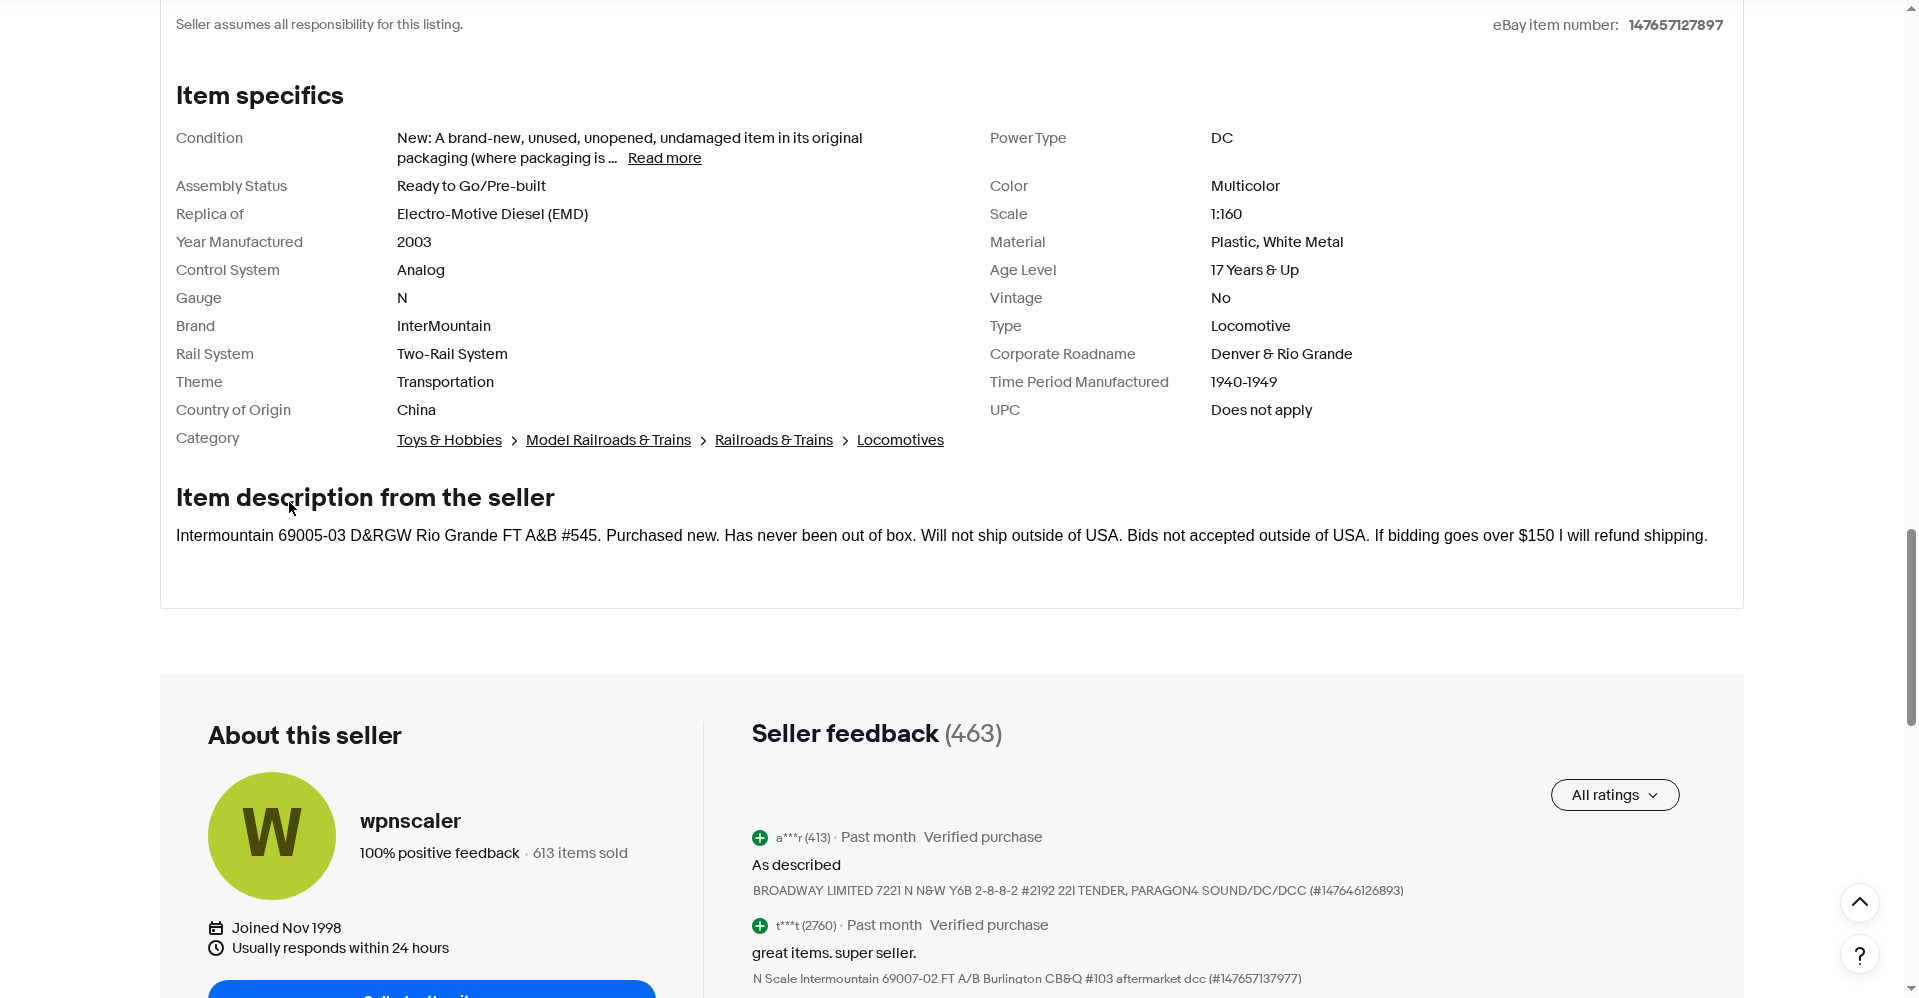 Seller assumes all responsibility for this listing.
eBay item number: 147657127897
Item specifics
Condition
New: A brand-new, unused, unopened, undamaged item in its original
packaging (where packaging is ... Read more
Power Type
DC
Assembly Status
Ready to Go/Pre-built
Color
Multicolor
Replica of
Electro-Motive Diesel (EMD)
Scale
1:160
Year Manufactured
2003
Material
Plastic, White Metal
Control System
Analog
Age Level
17 Years & Up
Gauge
N
Vintage
No
Brand
InterMountain
Type
Locomotive
Rail System
Two-Rail System
Corporate Roadname
Denver & Rio Grande
Theme
Transportation
Time Period Manufactured
1940-1949
Country of Origin
China
UPC
Does not apply
Category
Toys & Hobbies > Model Railroads & Trains > Railroads & Trains > Locomotives
Item description from the seller
Intermountain 69005-03 D&RGW Rio Grande FT A&B #545. Purchased new. Has never been out of box. Will not ship outside of USA. Bids not accepted outside of USA. If bidding goes over $150 I will refund shipping.
About this seller
W
wpnscaler
100% positive feedback · 613 items sold
Joined Nov 1998
Usually responds within 24 hours
Seller feedback (463)
All ratings
a***r (413) · Past month Verified purchase
As described
BROADWAY LIMITED 7221 N N&W Y6B 2-8-8-2 #2192 22I TENDER, PARAGON4 SOUND/DC/DCC (#147646126893)
t***t (2760) · Past month Verified purchase
great items. super seller.
N Scale Intermountain 69007-02 FT A/B Burlington CB&Q #103 aftermarket dcc (#147657137977)
?